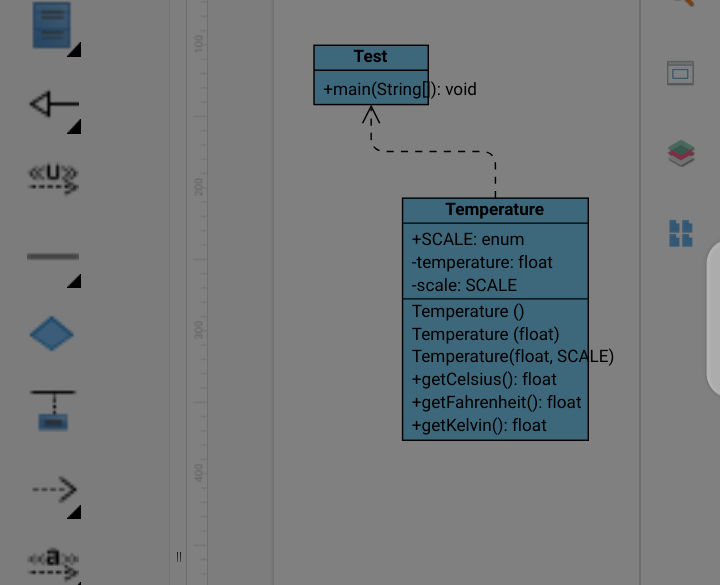 «U»
«a»
100
200
300
400
Test
+main(String[]): void
Temperature
+SCALE: enum
-temperature: float
-scale: SCALE
Temperature ()
Temperature (float)
Temperature(float, SCALE)
+getCelsius(): float
+getFahrenheit(): float
+getKelvin(): float